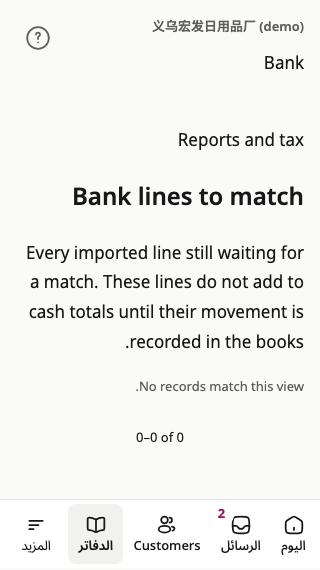 义乌宏发日用品厂 (demo)
Bank
Reports and tax
Bank lines to match
Every imported line still waiting for
a match. These lines do not add to
cash totals until their movement is
recorded in the books.
No records match this view.
0–0 of 0
اليوم
الرسائل 2
Customers
الدفاتر
المزيد